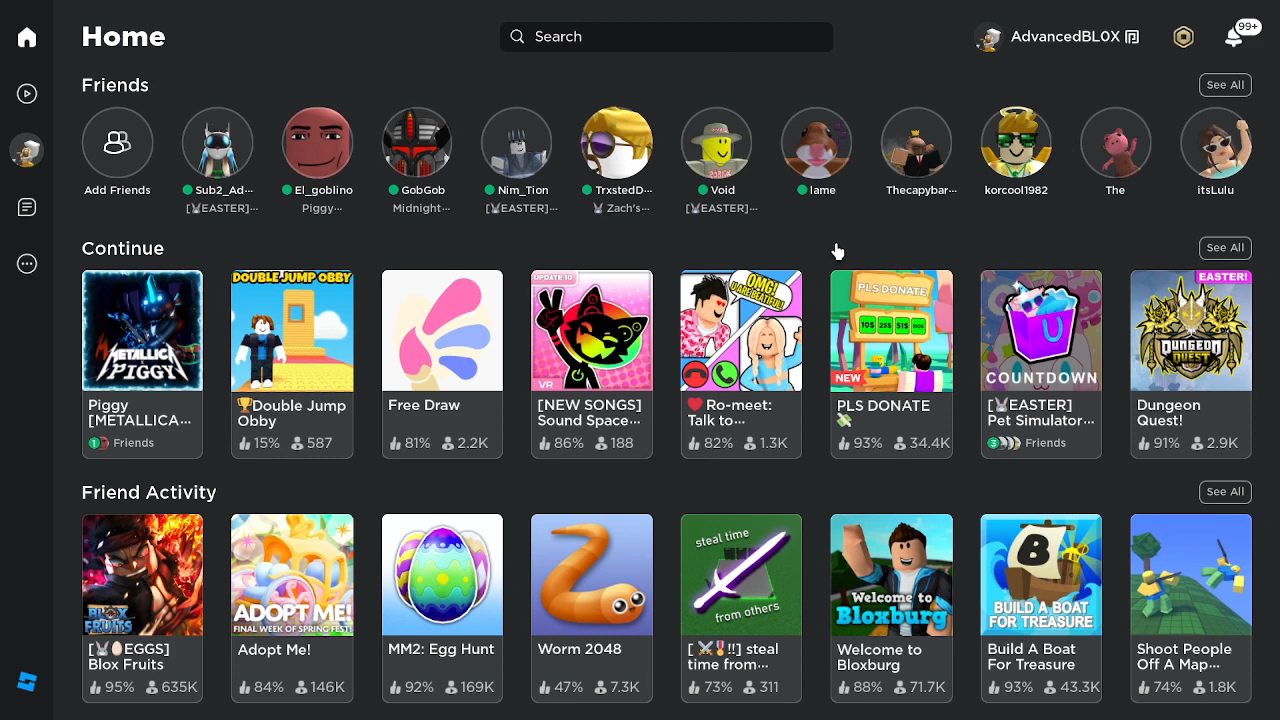 Home
Search
AdvancedBL0X
99+
Friends
See All
Add Friends
Sub2_Ad...
El_goblino
GobGob
Nim_Tion
TrxstedD...
Void
lame
Thecapybar...
korcool1982
The
itsLulu
[🐰EASTER]...
Piggy...
Midnight...
[🐰EASTER]...
🐰 Zach's...
[🐰EASTER]...
Continue
See All
METALLICA
PIGGY
DOUBLE JUMP OBBY
UPDATE 10
VR
OMG!
U ARE BEATIFUL!
PLS DONATE
10$ 25$ 51$
NEW
COUNTDOWN
EASTER!
DUNGEON
QUEST
Piggy
[METALLICA...
1 Friends
🏆Double Jump
Obby
15% 587
Free Draw
81% 2.2K
[NEW SONGS]
Sound Space...
86% 188
❤️ Ro-meet:
Talk to...
82% 1.3K
PLS DONATE
💸
93% 34.4K
[🐰EASTER]
Pet Simulator...
3 Friends
Dungeon
Quest!
91% 2.9K
Friend Activity
See All
BLOX
FRUITS
ADOPT ME!
FINAL WEEK OF SPRING FEST!
steal time
from others
Welcome to
Bloxburg
B
BUILD A BOAT
FOR TREASURE
[🐰🥚EGGS]
Blox Fruits
95% 635K
Adopt Me!
84% 146K
MM2: Egg Hunt
92% 169K
Worm 2048
47% 7.3K
[ ⚔️🎖️!!] steal
time from...
73% 311
Welcome to
Bloxburg
88% 71.7K
Build A Boat
For Treasure
93% 43.3K
Shoot People
Off A Map...
74% 1.8K